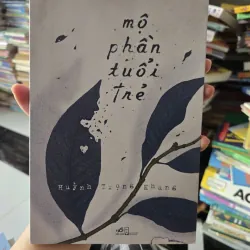 mộ
phần
tuổi
trẻ
Huỳnh Trọng Khang